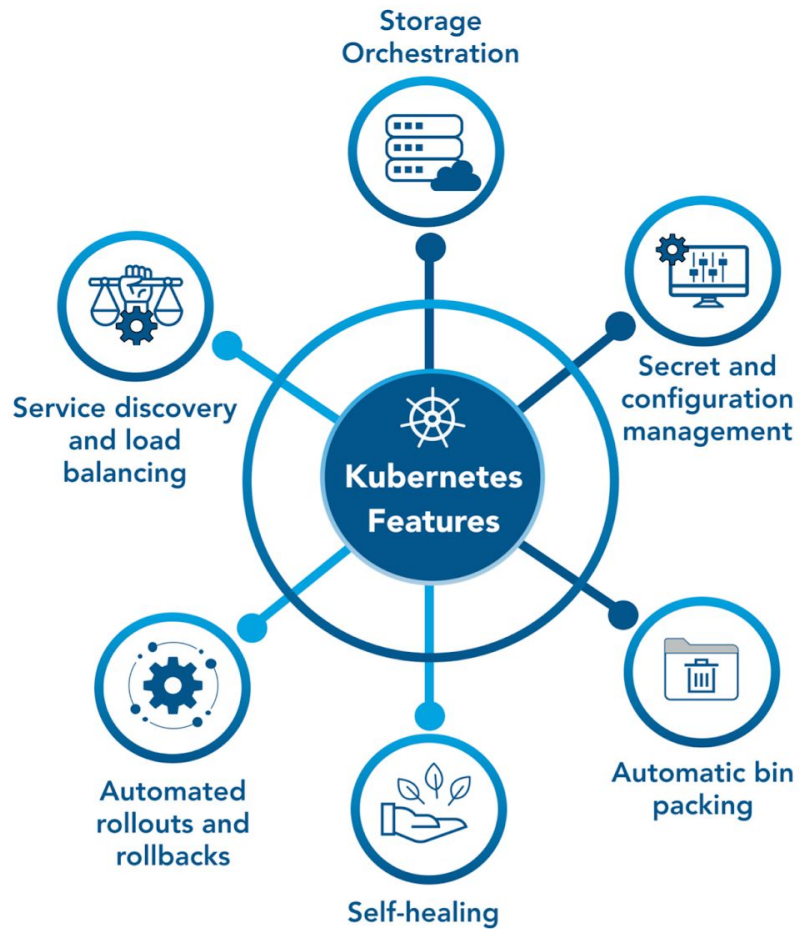 Storage
Orchestration
Secret and
configuration
management
Service discovery
and load
balancing
Kubernetes
Features
Automatic bin
packing
Automated
rollouts and
rollbacks
Self-healing